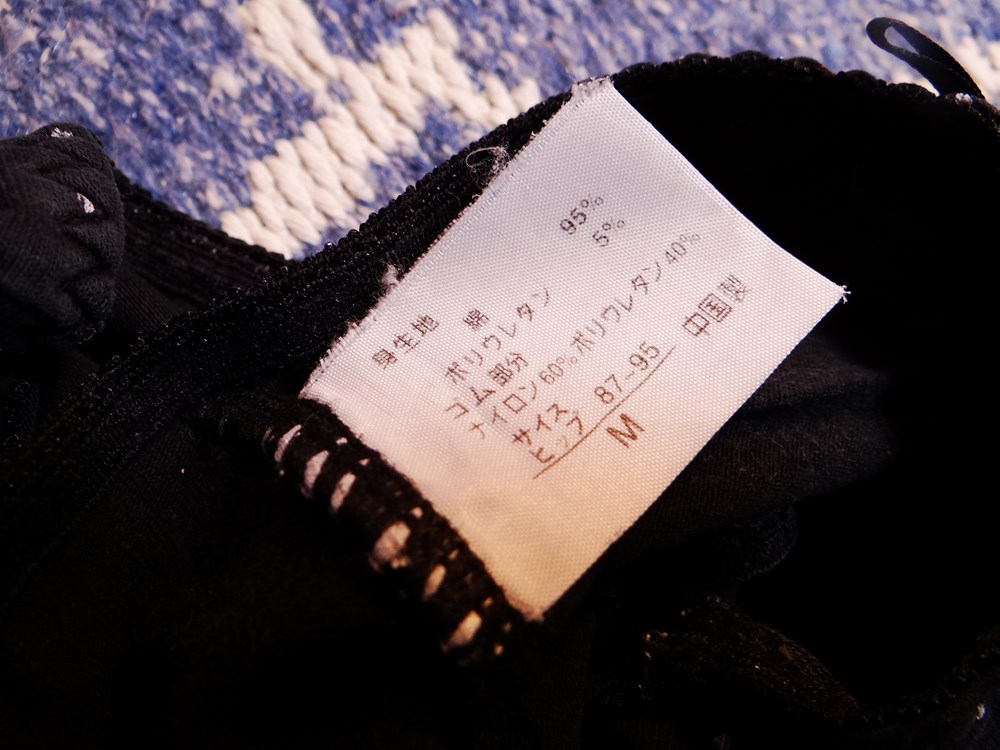 身生地
綿 95%
ポリウレタン 5%
ゴム部分
ナイロン60%ポリウレタン40%
サイズ
ヒップ 87-95
M
中国製